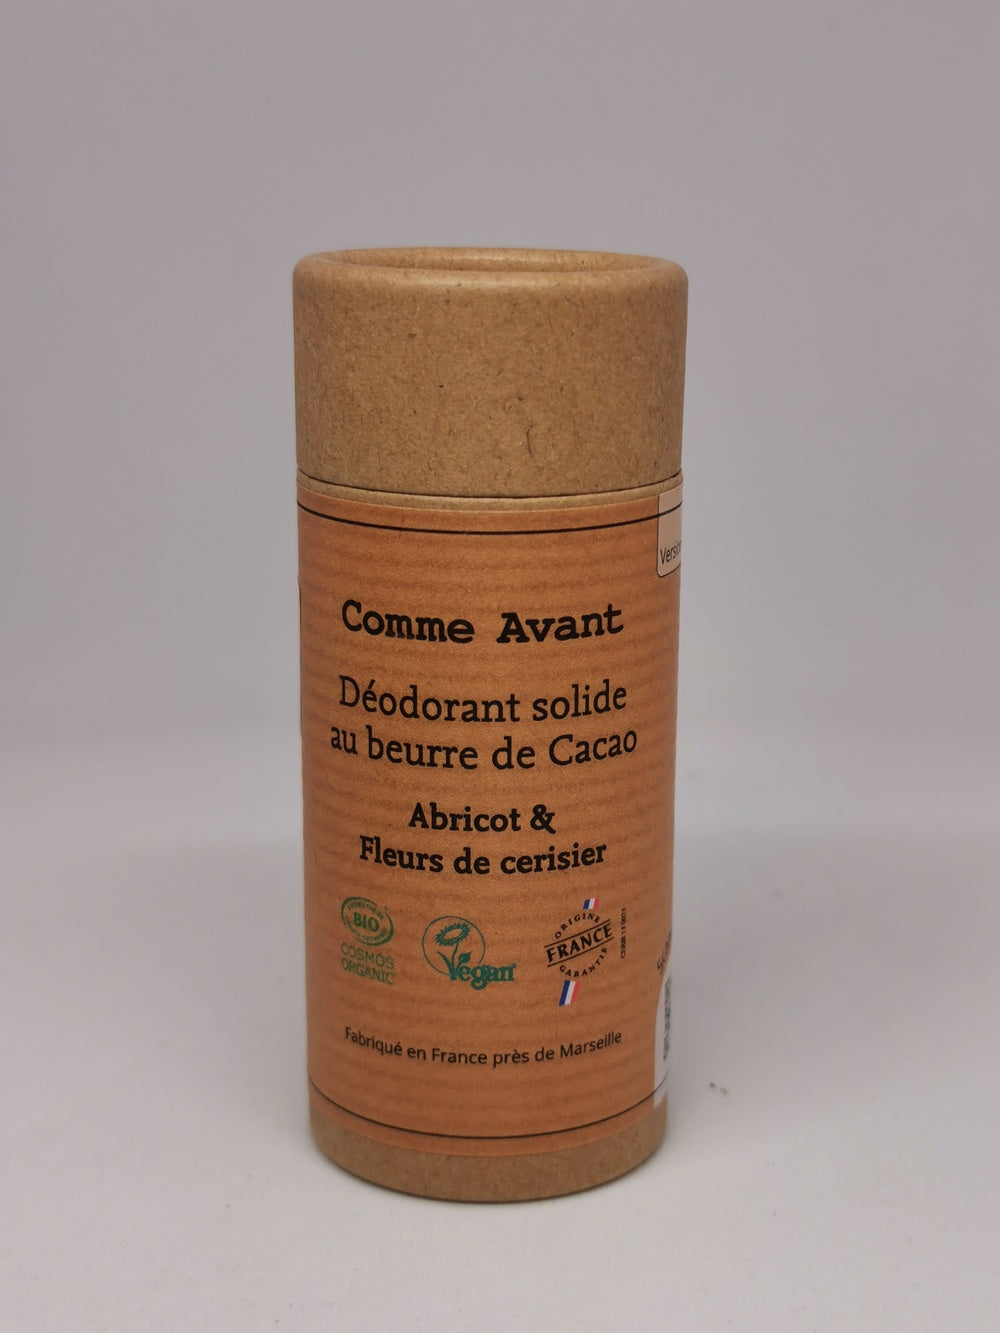 Version
Comme Avant
Déodorant solide
au beurre de Cacao
Abricot &
Fleurs de cerisier
BIO
COSMOS
ORGANIC
Vegan
ORIGINE
FRANCE
GARANTIE
Fabriqué en France près de Marseille